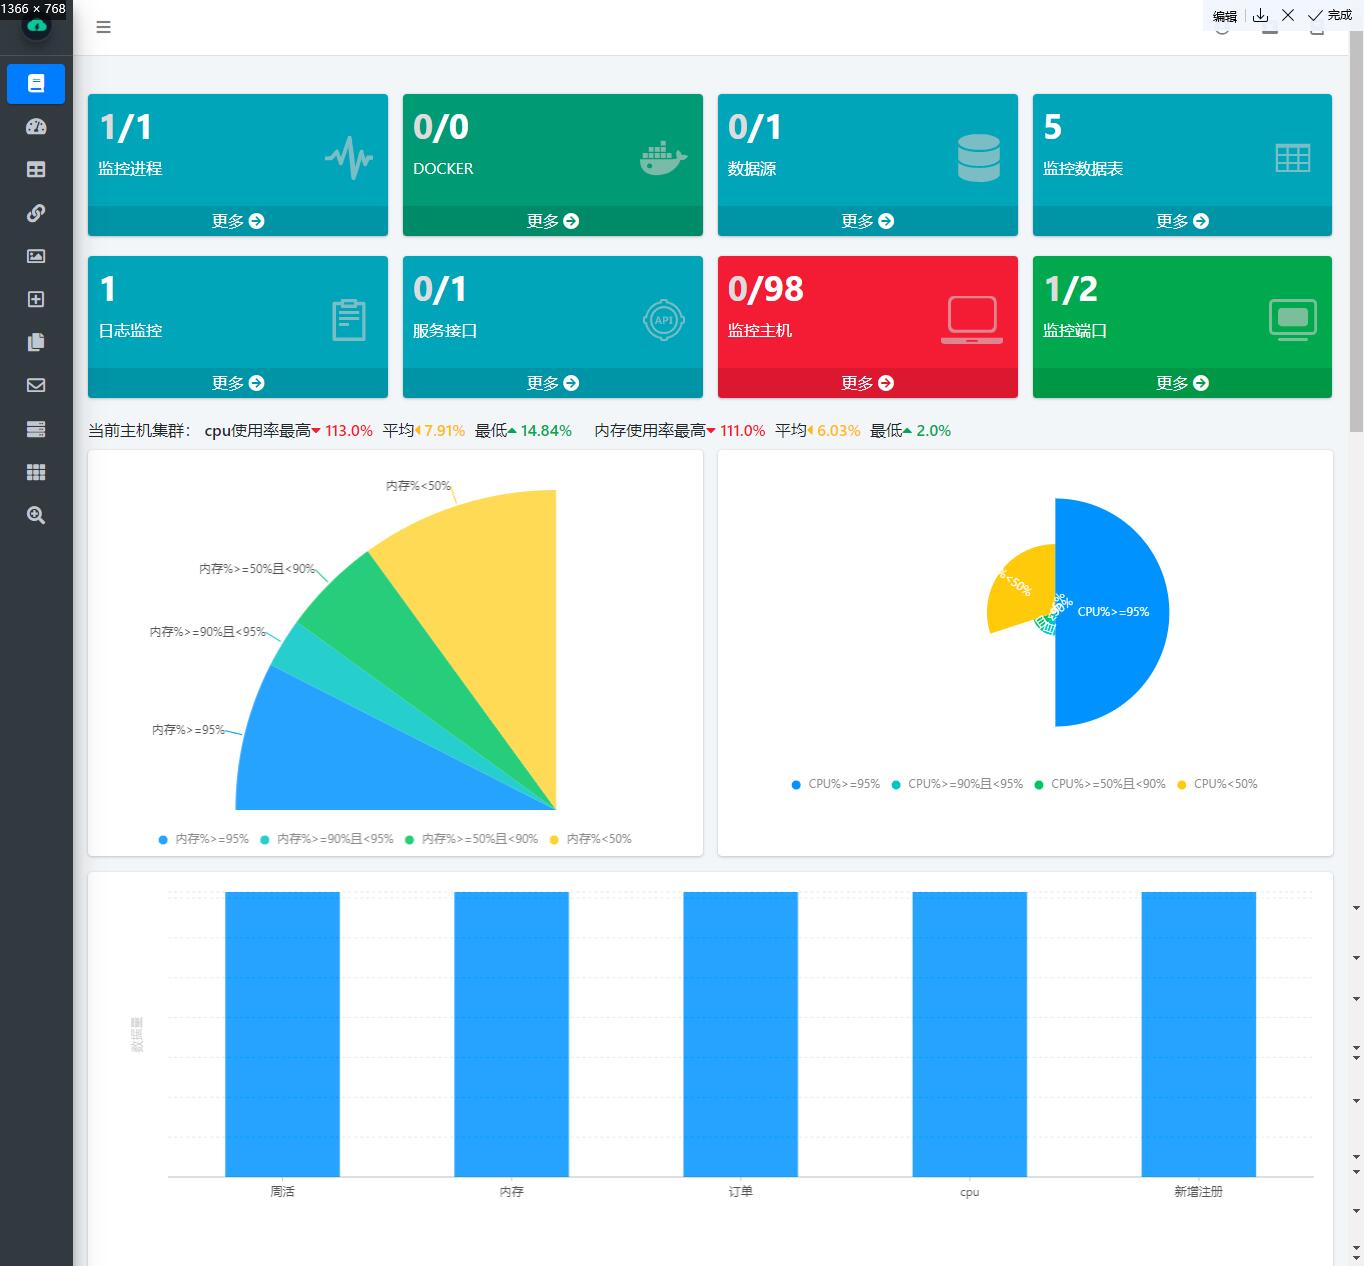 1366 × 768
编辑
完成
1/1
监控进程
更多
0/0
DOCKER
更多
0/1
数据源
更多
5
监控数据表
更多
1
日志监控
更多
0/1
服务接口
API
更多
0/98
监控主机
更多
1/2
监控端口
更多
当前主机集群： cpu使用率最高 113.0% 平均 7.91% 最低 14.84% 内存使用率最高 111.0% 平均 6.03% 最低 2.0%
内存%<50%
内存%>=50%且<90%
内存%>=90%且<95%
内存%>=95%
内存%>=95% 内存%>=90%且<95% 内存%>=50%且<90% 内存%<50%
%<50%
CPU%>=95%
CPU%>=95% CPU%>=90%且<95% CPU%>=50%且<90% CPU%<50%
数据量
周活 内存 订单 cpu 新增注册